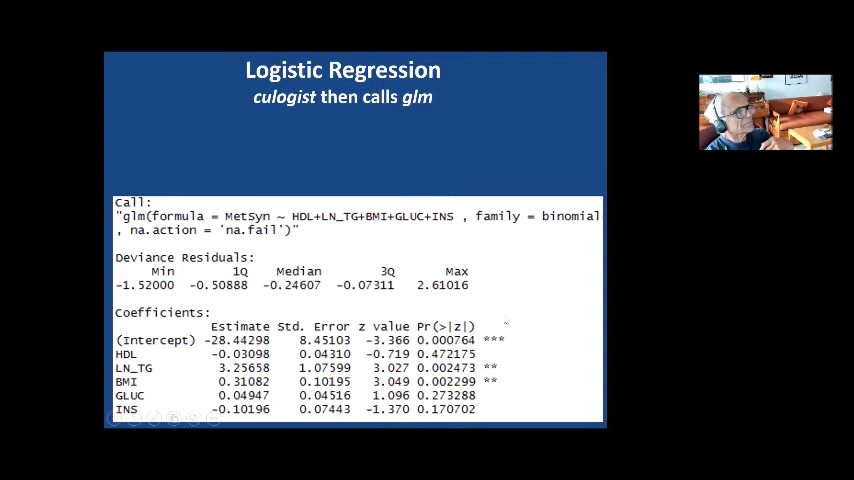 Logistic Regression
culogist then calls glm
Call:
"glm(formula = MetSyn ~ HDL+LN_TG+BMI+GLUC+INS , family = binomial
, na.action = 'na.fail')"
Deviance Residuals:
Min 1Q Median 3Q Max
-1.52000 -0.50888 -0.24607 -0.07311 2.61016
Coefficients:
Estimate Std. Error z value Pr(>|z|)
(Intercept) -28.44298 8.45103 -3.366 0.000764 ***
HDL -0.03098 0.04310 -0.719 0.472175
LN_TG 3.25658 1.07599 3.027 0.002473 **
BMI 0.31082 0.10195 3.049 0.002299 **
GLUC 0.04947 0.04516 1.096 0.273288
INS -0.10196 0.07443 -1.370 0.170702